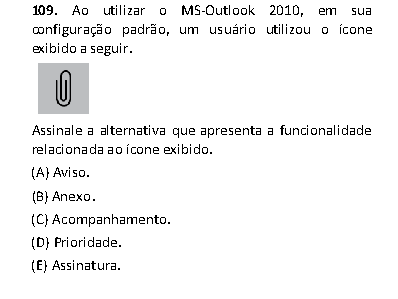 109. Ao utilizar o MS-Outlook 2010, em sua
configuração padrão, um usuário utilizou o ícone
exibido a seguir.
Assinale a alternativa que apresenta a funcionalidade
relacionada ao ícone exibido.
(A) Aviso.
(B) Anexo.
(C) Acompanhamento.
(D) Prioridade.
(E) Assinatura.